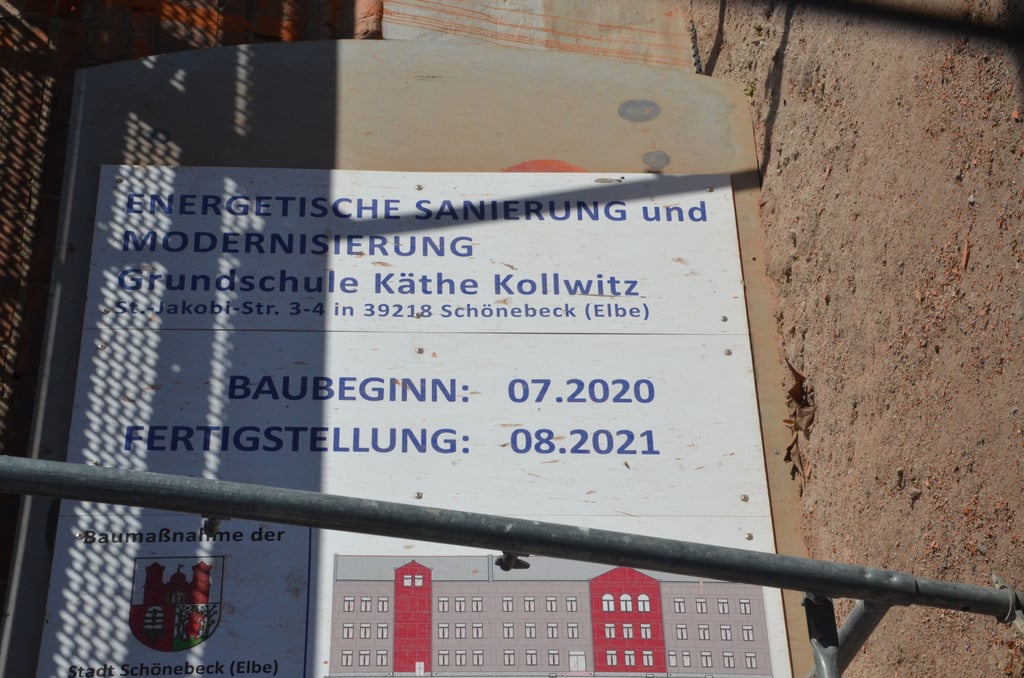 ENERGETISCHE SANIERUNG und
MODERNISIERUNG
Grundschule Käthe Kollwitz
St.-Jakobi-Str. 3-4 in 39218 Schönebeck (Elbe)
BAUBEGINN: 07.2020
FERTIGSTELLUNG: 08.2021
Baumaßnahme der
Stadt Schönebeck (Elbe)